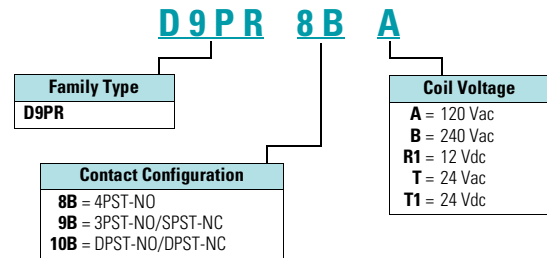 D9PR 8B A
Family Type
D9PR
Contact Configuration
8B = 4PST-NO
9B = 3PST-NO/SPST-NC
10B = DPST-NO/DPST-NC
Coil Voltage
A = 120 Vac
B = 240 Vac
R1 = 12 Vdc
T = 24 Vac
T1 = 24 Vdc